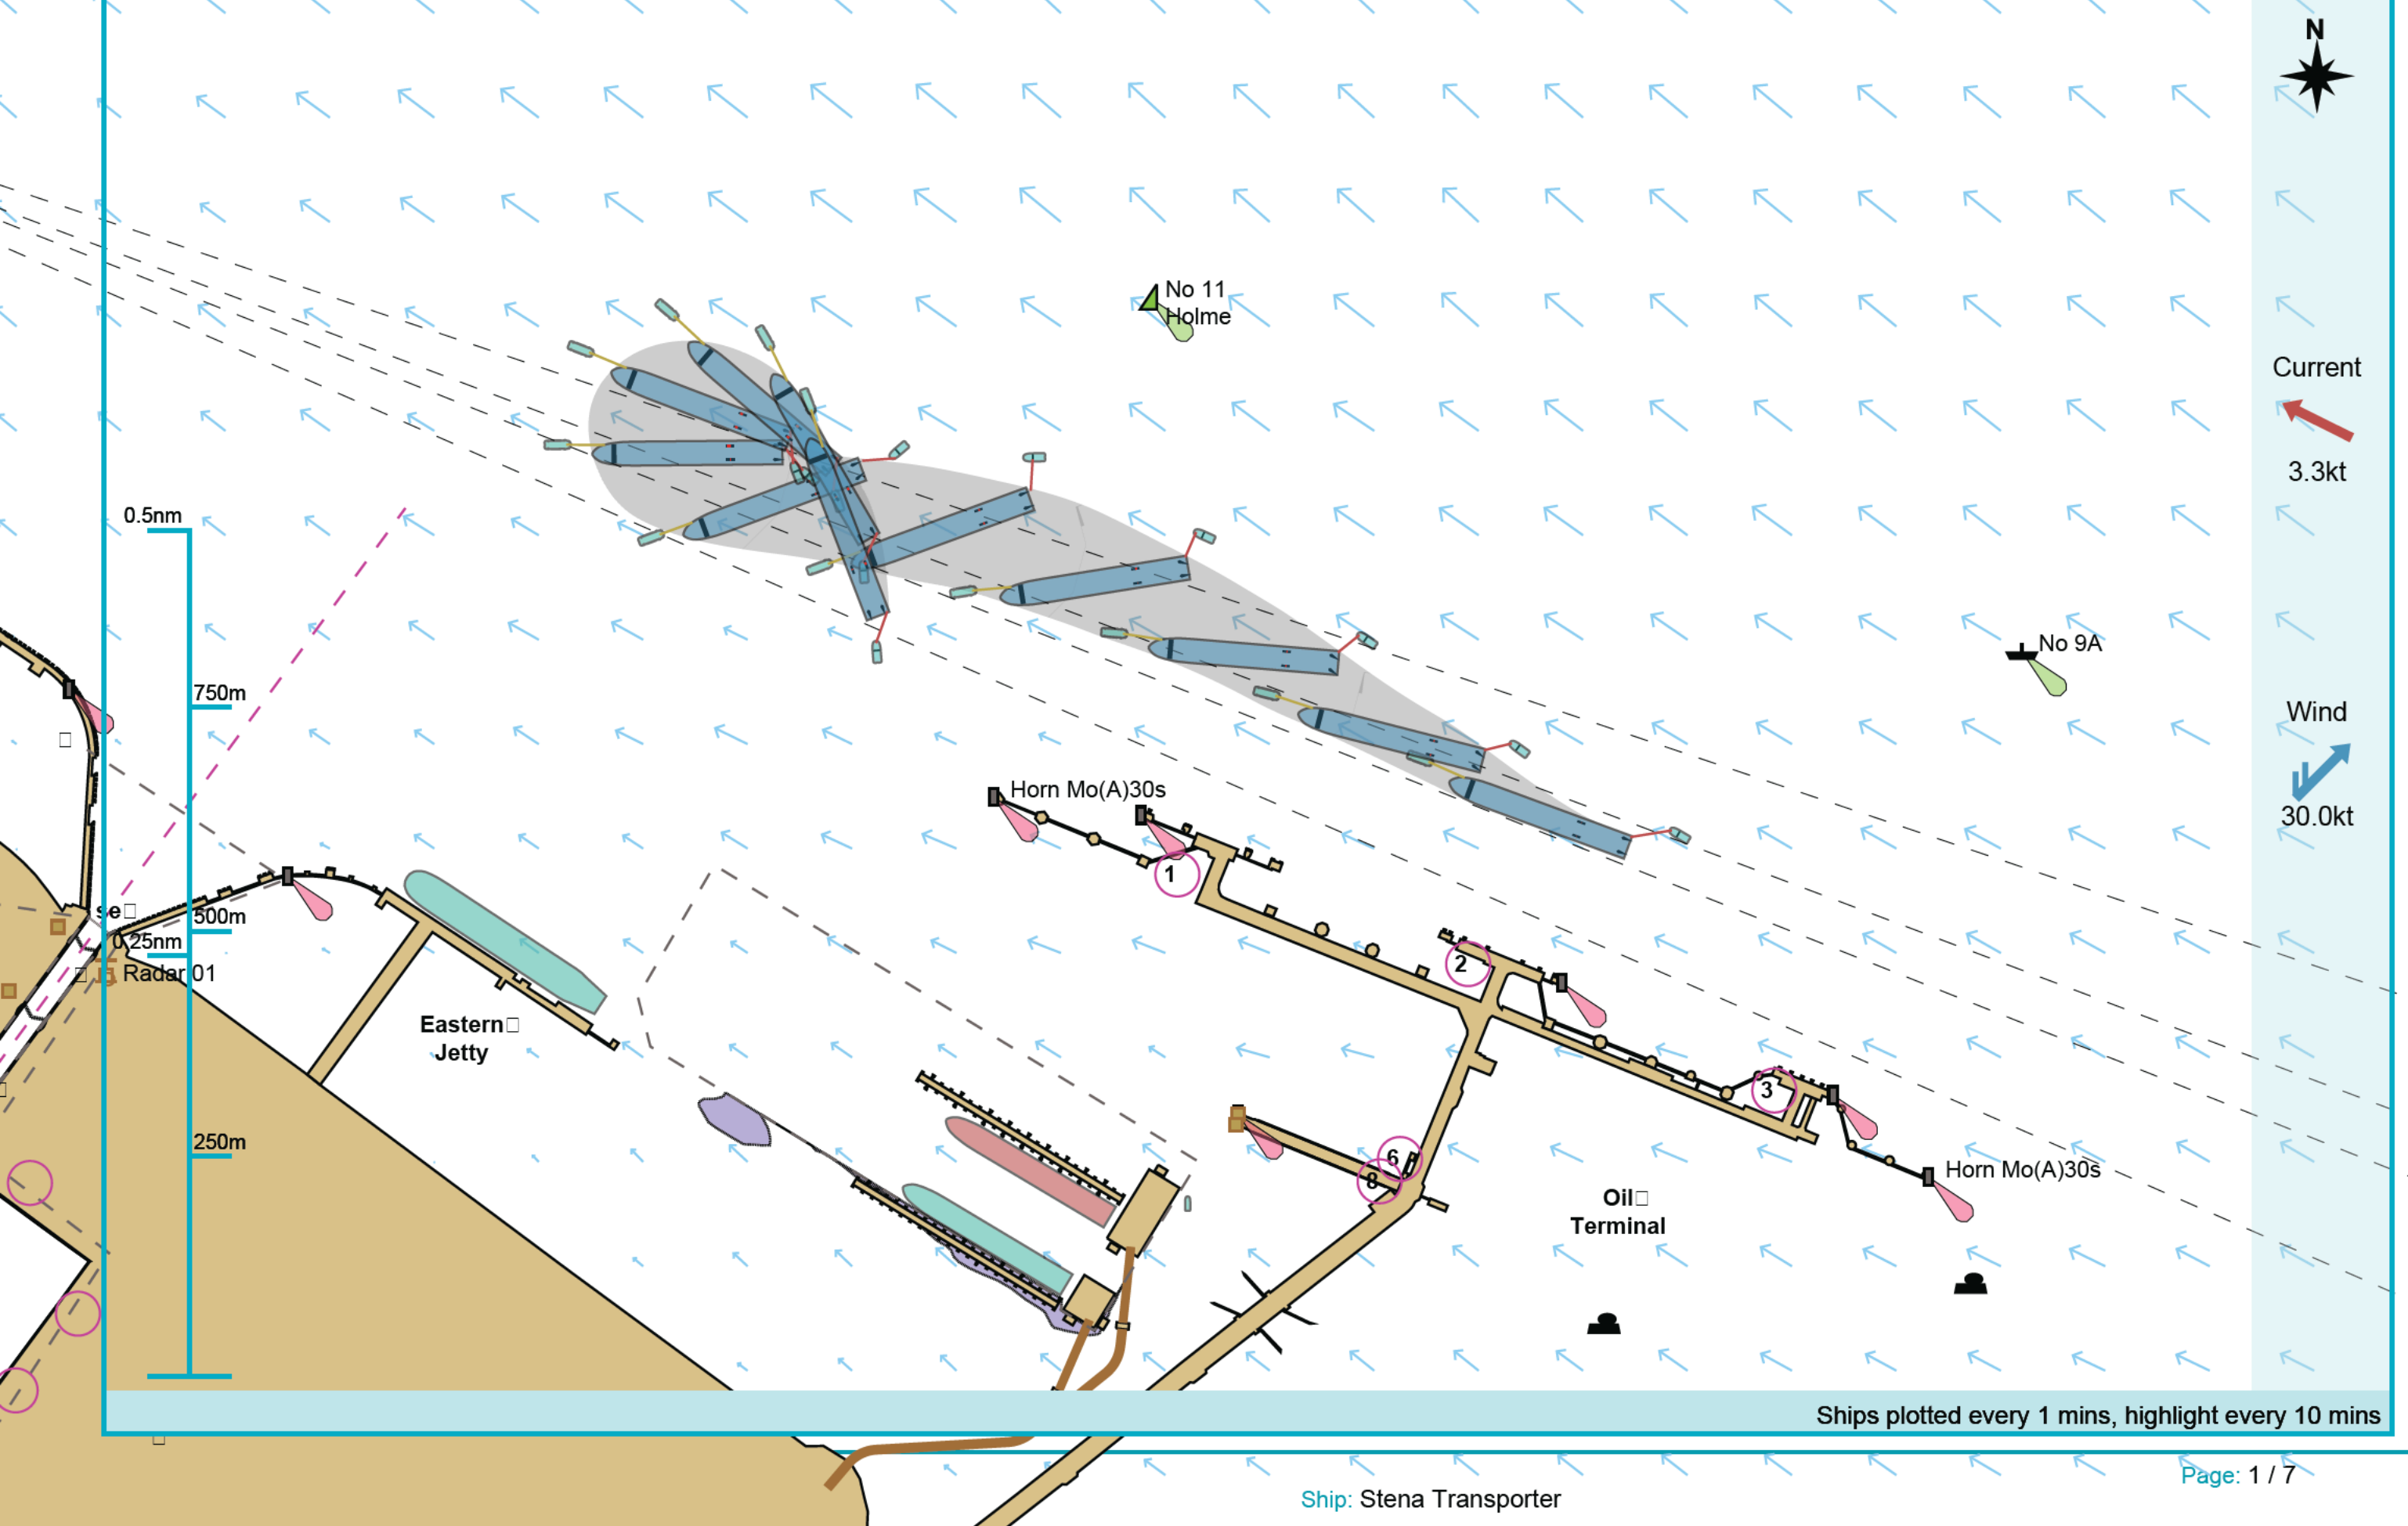 N
No 11
Holme
Current
3.3kt
0.5nm
No 9A
750m
Wind
30.0kt
Horn Mo(A)30s
1
se
500m
0.25nm
2
Radar 01
Eastern
Jetty
3
6
8
250m
Horn Mo(A)30s
Oil
Terminal
Ships plotted every 1 mins, highlight every 10 mins
Page: 1 / 7
Ship: Stena Transporter